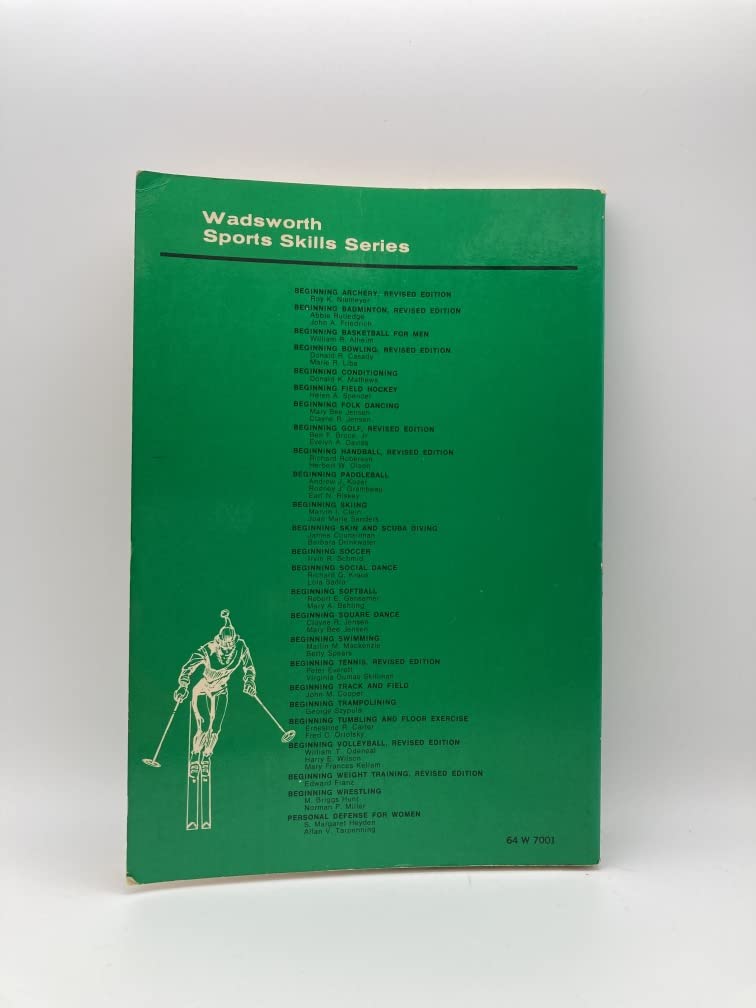 Wadsworth
Sports Skills Series
BEGINNING ARCHERY, REVISED EDITION
Roy K. Niemeyer
BEGINNING BADMINTON, REVISED EDITION
Abbie Rutledge
John A. Friedrich
BEGINNING BASKETBALL FOR MEN
William R. Alheim
BEGINNING BOWLING, REVISED EDITION
Donald R. Casady
Marie R. Liba
BEGINNING CONDITIONING
Donald K. Mathews
BEGINNING FIELD HOCKEY
Helen A. Spencer
BEGINNING FOLK DANCING
Mary Bee Jensen
Clayne R. Jensen
BEGINNING GOLF, REVISED EDITION
Ben F. Bruce, Jr
Evelyn A. Davies
BEGINNING HANDBALL, REVISED EDITION
Richard Roberson
Herbert W. Olson
BEGINNING PADDLEBALL
Andrew J. Kozar
Rodney J. Grambeau
Earl N. Riskey
BEGINNING SKIING
Marvin I. Clein
Joan Marie Sanders
BEGINNING SKIN AND SCUBA DIVING
James Counsilman
Barbara Drinkwater
BEGINNING SOCCER
Irvin R. Schmid
BEGINNING SOCIAL DANCE
Richard G. Kraus
Lola Sadlo
BEGINNING SOFTBALL
Robert E. Gensemer
Mary A. Behling
BEGINNING SQUARE DANCE
Clayne R. Jensen
Mary Bee Jensen
BEGINNING SWIMMING
Marlin M. Mackenzie
Betty Spears
BEGINNING TENNIS, REVISED EDITION
Peter Everett
Virginia Dumas Skillman
BEGINNING TRACK AND FIELD
John M. Cooper
BEGINNING TRAMPOLINING
George Szypula
BEGINNING TUMBLING AND FLOOR EXERCISE
Ernestine R. Carter
Fred C.
BEGINNING VOLLEYBALL, REVISED EDITION
William T. Odeneal
Harry E. Wilson
Mary Frances Kellam
BEGINNING WEIGHT TRAINING, REVISED EDITION
Edward Franz
BEGINNING WRESTLING
M. Briggs Hunt
Norman P. Miller
PERSONAL DEFENSE FOR WOMEN
S. Margaret Heyden
Allan V. Tarpenning
64 W 7001